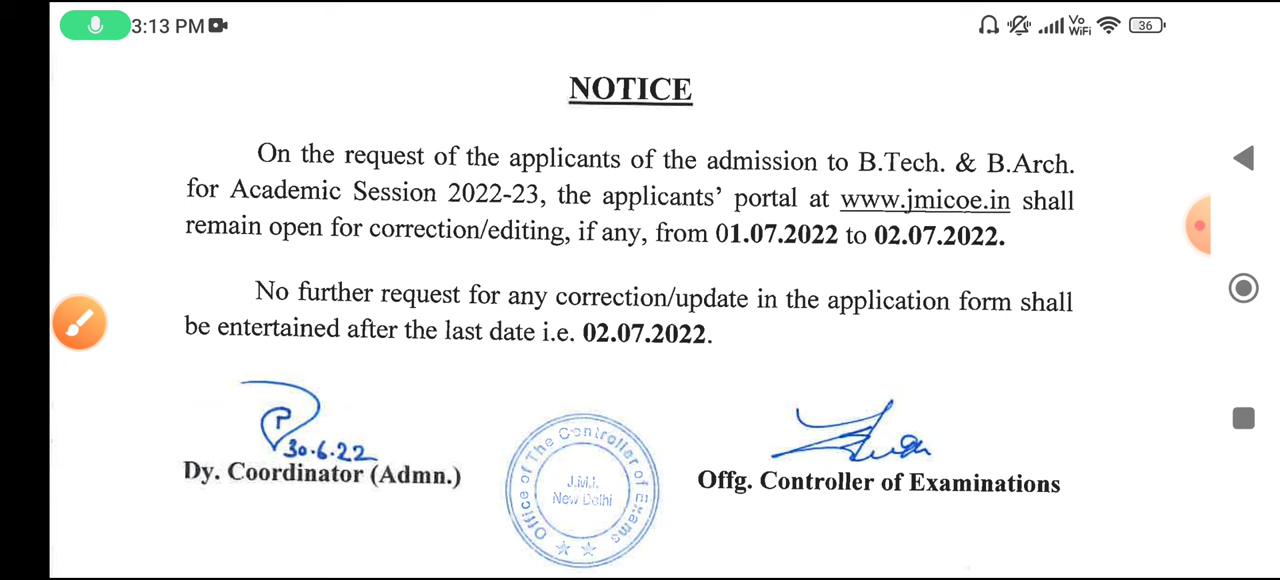 3:13 PM
Vo
WiFi
36
NOTICE
On the request of the applicants of the admission to B.Tech. & B.Arch.
for Academic Session 2022-23, the applicants’ portal at www.jmicoe.in shall
remain open for correction/editing, if any, from 01.07.2022 to 02.07.2022.
No further request for any correction/update in the application form shall
be entertained after the last date i.e. 02.07.2022.
30.6.22
Dy. Coordinator (Admn.)
Office of The Controller of Exams
J.M.I.
New Delhi
Offg. Controller of Examinations